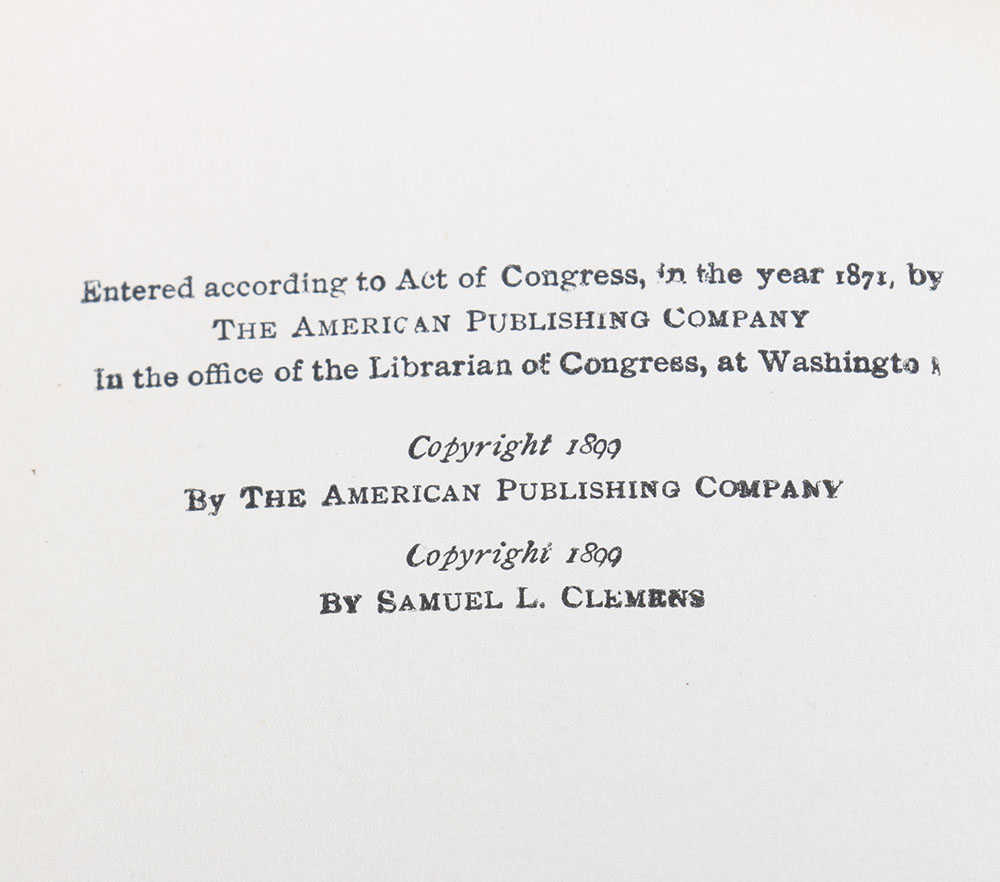 Entered according to Act of Congress, in the year 1871, by
THE AMERICAN PUBLISHING COMPANY
In the office of the Librarian of Congress, at Washington
Copyright 1899
By THE AMERICAN PUBLISHING COMPANY
Copyright 1899
BY SAMUEL L. CLEMENS